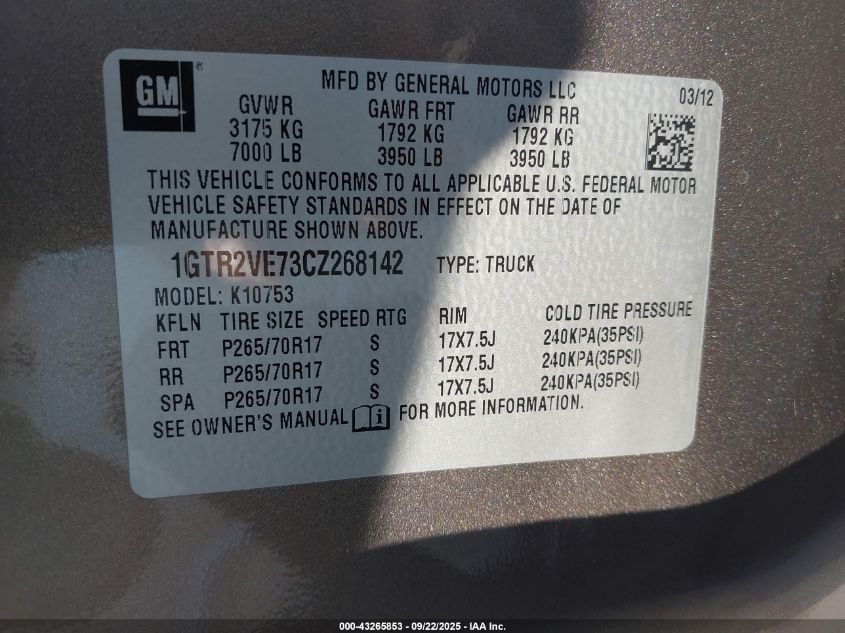 GM ®
MFD BY GENERAL MOTORS LLC
03/12
GVWR GAWR FRT GAWR RR
3175 KG 1792 KG 1792 KG
7000 LB 3950 LB 3950 LB
THIS VEHICLE CONFORMS TO ALL APPLICABLE U.S. FEDERAL MOTOR
VEHICLE SAFETY STANDARDS IN EFFECT ON THE DATE OF
MANUFACTURE SHOWN ABOVE.
1GTR2VE73CZ268142 TYPE: TRUCK
MODEL: K10753
KFLN TIRE SIZE SPEED RTG RIM COLD TIRE PRESSURE
FRT P265/70R17 S 17X7.5J 240KPA(35PSI)
RR P265/70R17 S 17X7.5J 240KPA(35PSI)
SPA P265/70R17 S 17X7.5J 240KPA(35PSI)
SEE OWNER'S MANUAL i FOR MORE INFORMATION.
000-43265853 - 09/22/2025 - IAA Inc.